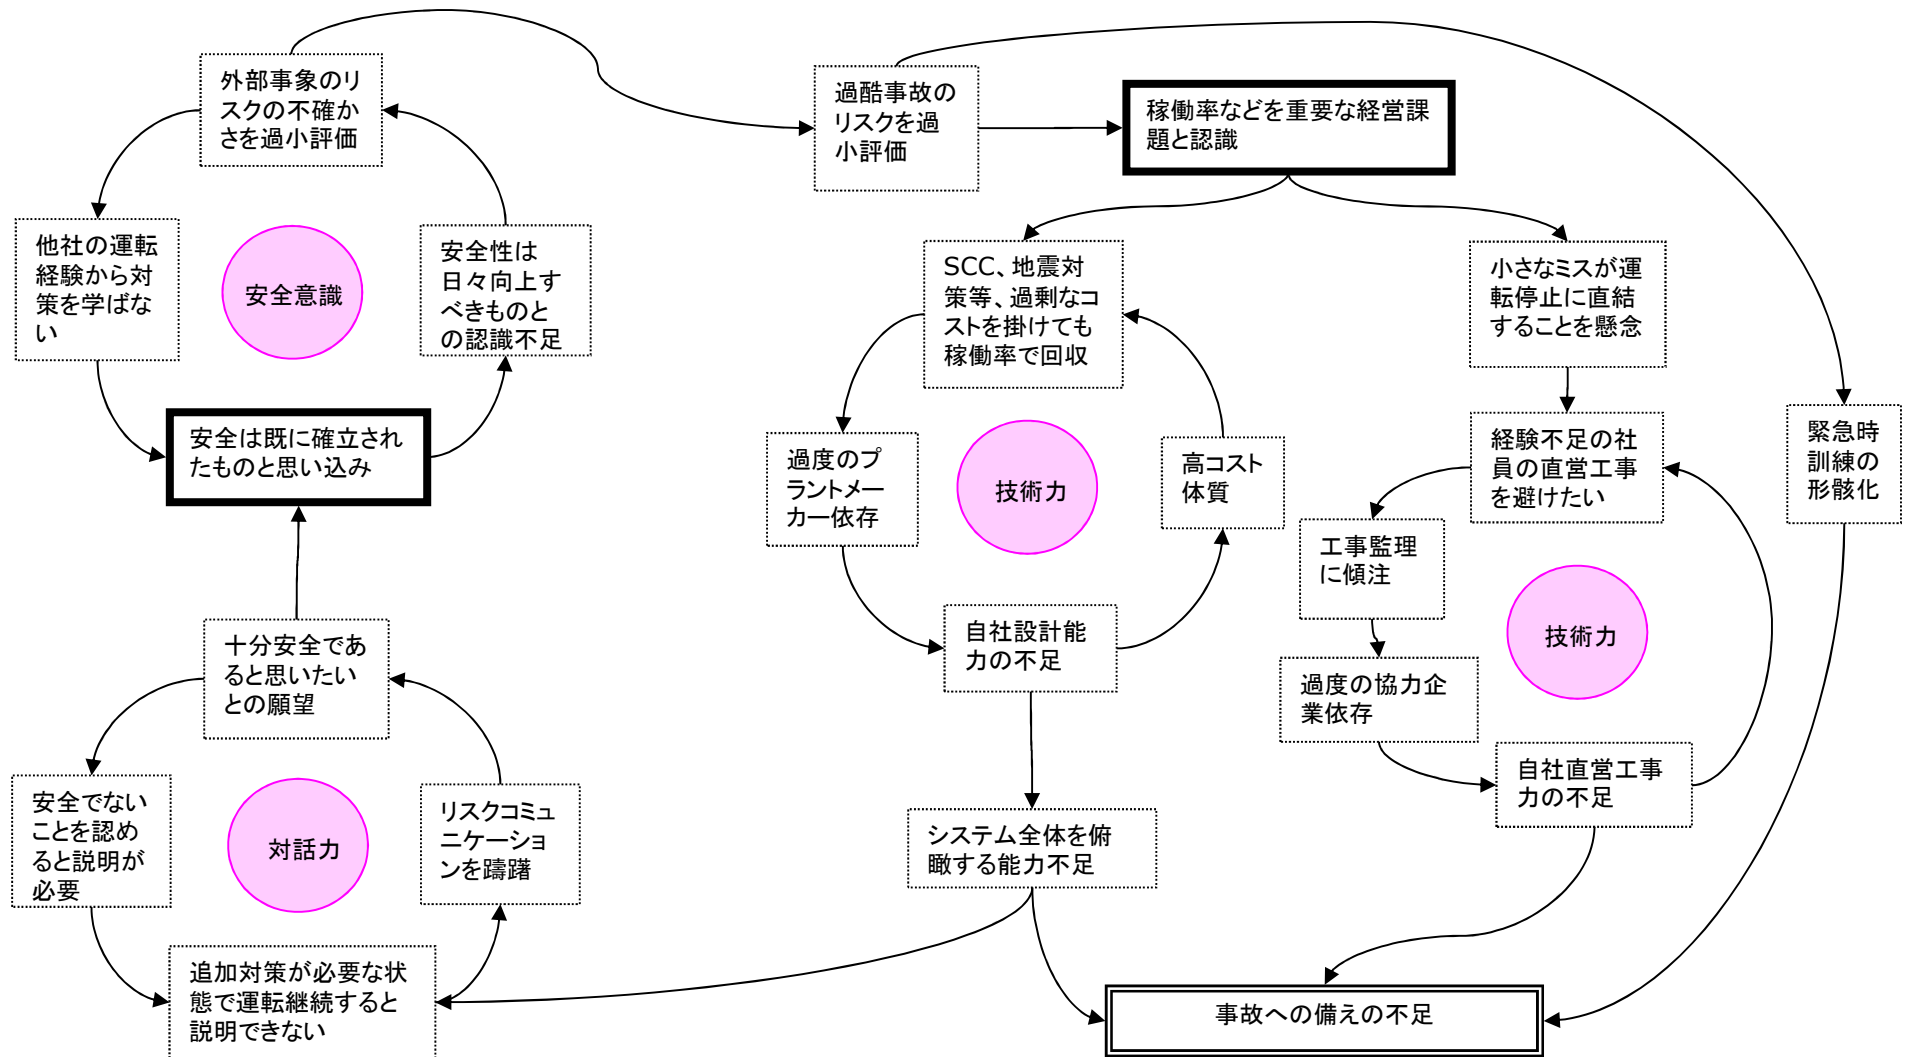 外部事象のリ
スクの不確か
さを過小評価
過酷事故の
リスクを過
小評価
稼働率などを重要な経営課
題と認識
他社の運転
経験から対
策を学ばな
い
安全意識
安全性は
日々向上す
べきものと
の認識不足
SCC、地震対
策等、過剰なコ
ストを掛けても
稼働率で回収
小さなミスが運
転停止に直結
することを懸念
安全は既に確立され
たものと思い込み
過度のプ
ラントメー
カー依存
技術力
高コスト
体質
経験不足の社
員の直営工事
を避けたい
緊急時
訓練の
形骸化
工事監理
に傾注
技術力
十分安全であ
ると思いたい
との願望
自社設計能
力の不足
過度の協力企
業依存
自社直営工事
力の不足
安全でない
ことを認め
ると説明が
必要
対話力
リスクコミュ
ニケーショ
ンを躊躇
システム全体を俯
瞰する能力不足
追加対策が必要な状
態で運転継続すると
説明できない
事故への備えの不足